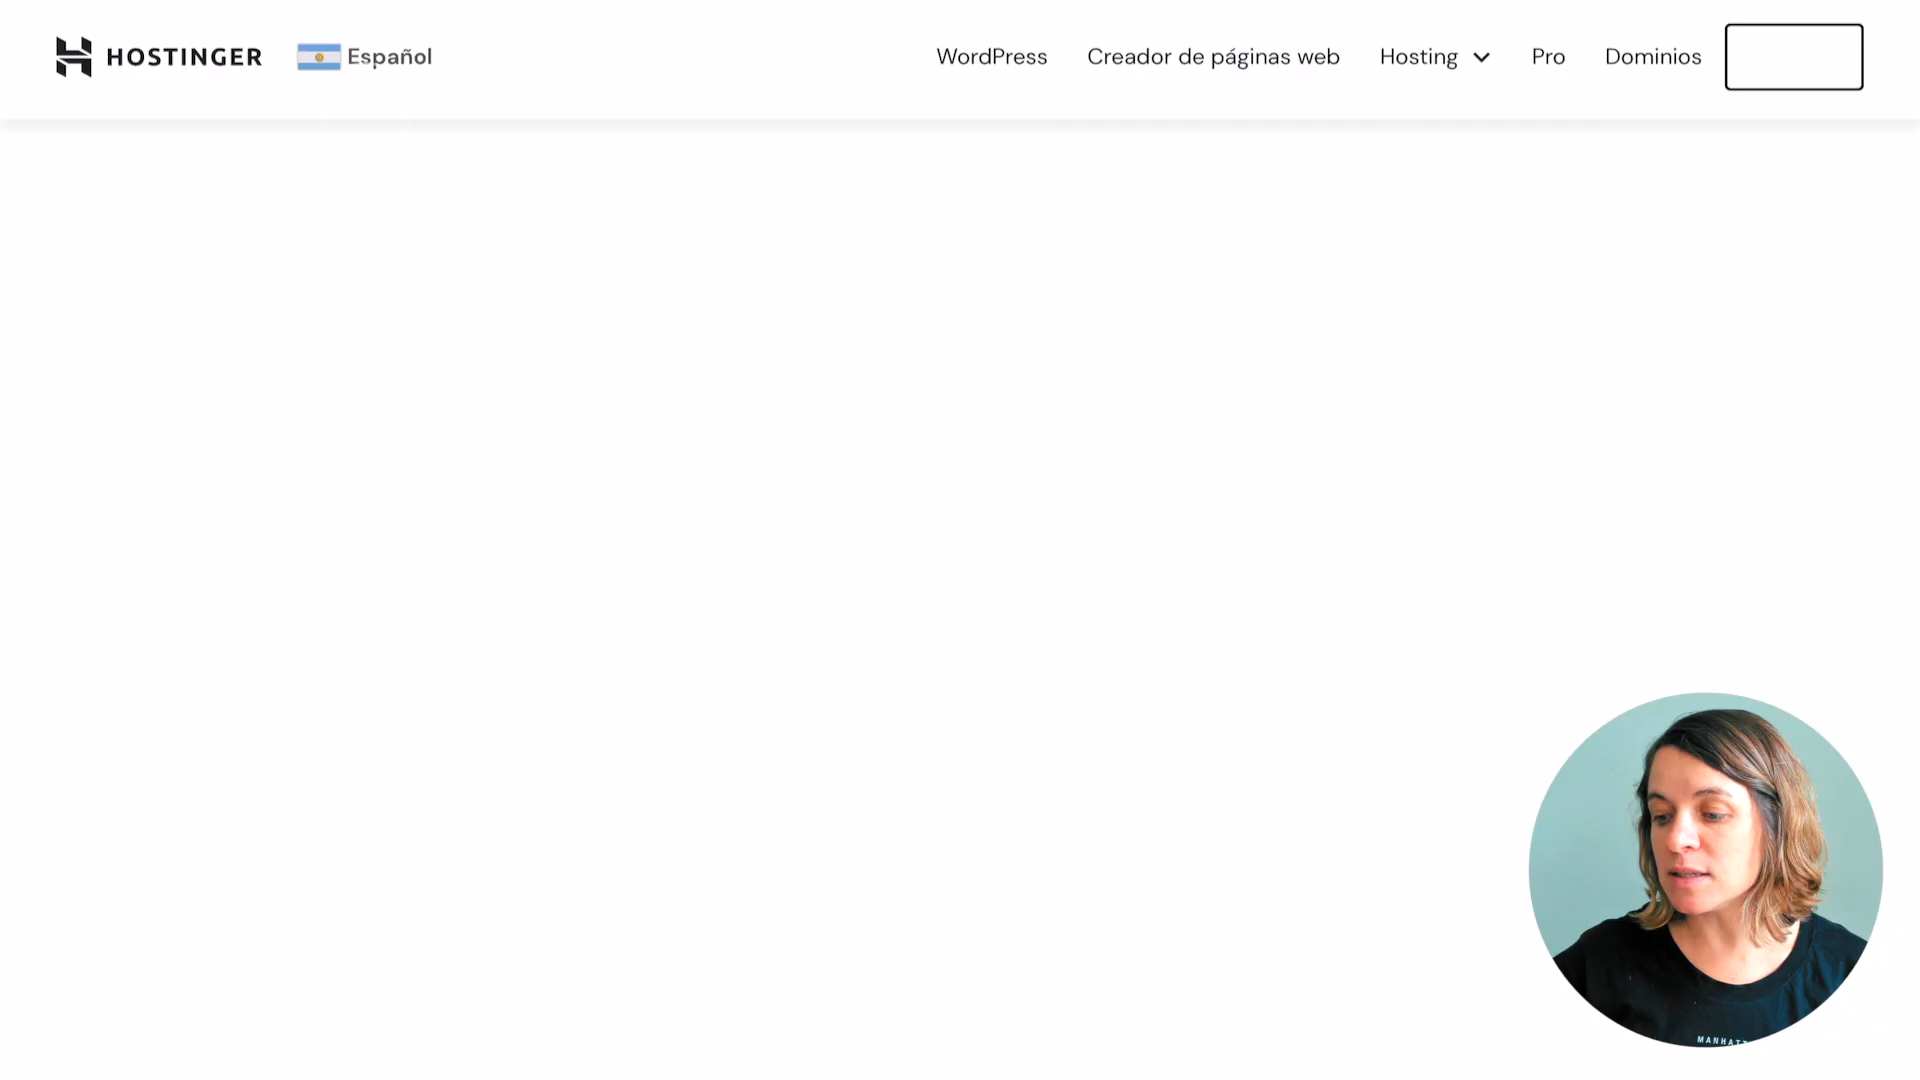 HOSTINGER
Español
WordPress
Creador de páginas web
Hosting
Pro
Dominios